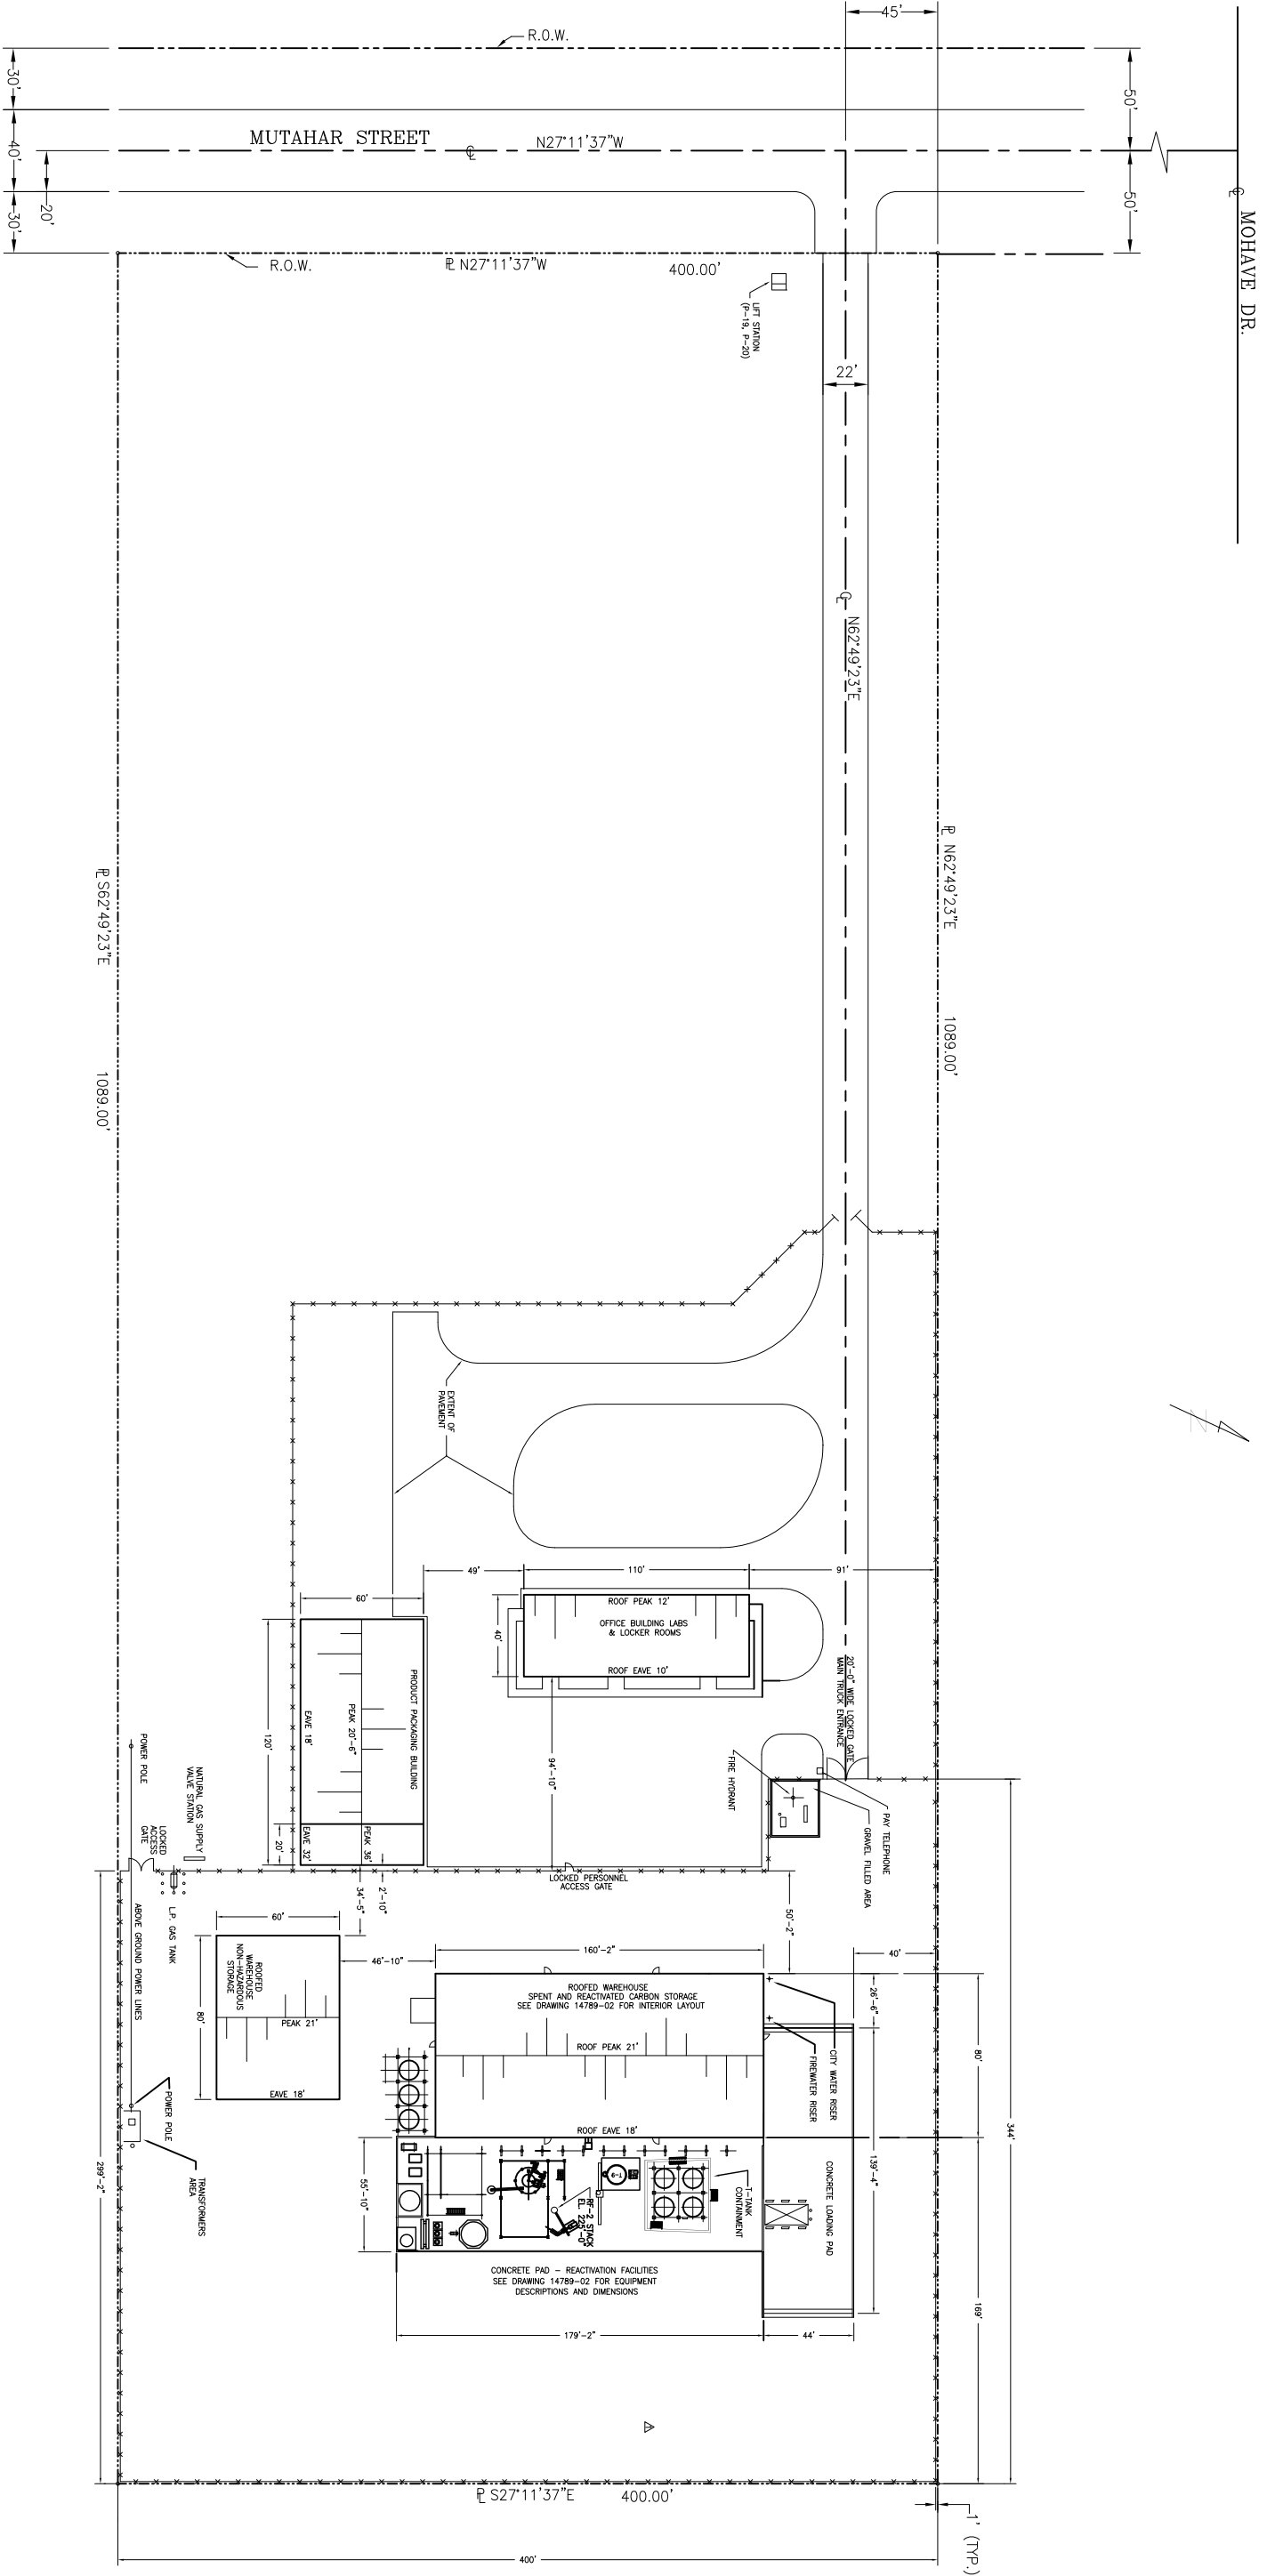 45'
R.O.W.
30'
50'
MOHAVE DR.
MUTAHAR STREET
N27°11'37"W
40'
20'
50'
30'
R.O.W.
N27°11'37"W
400.00'
LIFT STATION
(P-19, P-20)
22'
N62°49'23"E
N62°49'23"E
S62°49'23"E
1089.00'
1089.00'
N
EXTENT OF
PAVEMENT
49'
110'
91'
60'
ROOF PEAK 12'
OFFICE BUILDING LABS
& LOCKER ROOMS
40'
ROOF EAVE 10'
20'-0" WIDE LOCKED GATE
MAIN TRUCK ENTRANCE
PRODUCT PACKAGING BUILDING
PEAK 20'-6"
EAVE 18'
120'
94'-10"
POWER POLE
NATURAL GAS SUPPLY
VALVE STATION
FIRE HYDRANT
PAY TELEPHONE
GRAVEL FILLED AREA
LOCKED
ACCESS
GATE
PEAK 36'
EAVE 32'
20'
2'-10"
LOCKED PERSONNEL
ACCESS GATE
34'-5"
50'-2"
L.P. GAS TANK
ABOVE GROUND POWER LINES
60'
46'-10"
160'-2"
40'
ROOFED
WAREHOUSE
NON-HAZARDOUS
STORAGE
PEAK 21'
80'
EAVE 18'
ROOFED WAREHOUSE
SPENT AND REACTIVATED CARBON STORAGE
SEE DRAWING 14789-02 FOR INTERIOR LAYOUT
ROOF PEAK 21'
ROOF EAVE 18'
26'-6"
80'
344'
CITY WATER RISER
FIREWATER RISER
POWER POLE
TRANSFORMERS
AREA
299'-2"
55'-10"
T-9
RF-2 STACK
EL. 225'-0"
T-TANK
CONTAINMENT
CONCRETE LOADING PAD
139'-4"
169'
CONCRETE PAD - REACTIVATION FACILITIES
SEE DRAWING 14789-02 FOR EQUIPMENT
DESCRIPTIONS AND DIMENSIONS
179'-2"
44'
S27°11'37"E
400.00'
1' (TYP.)
400'